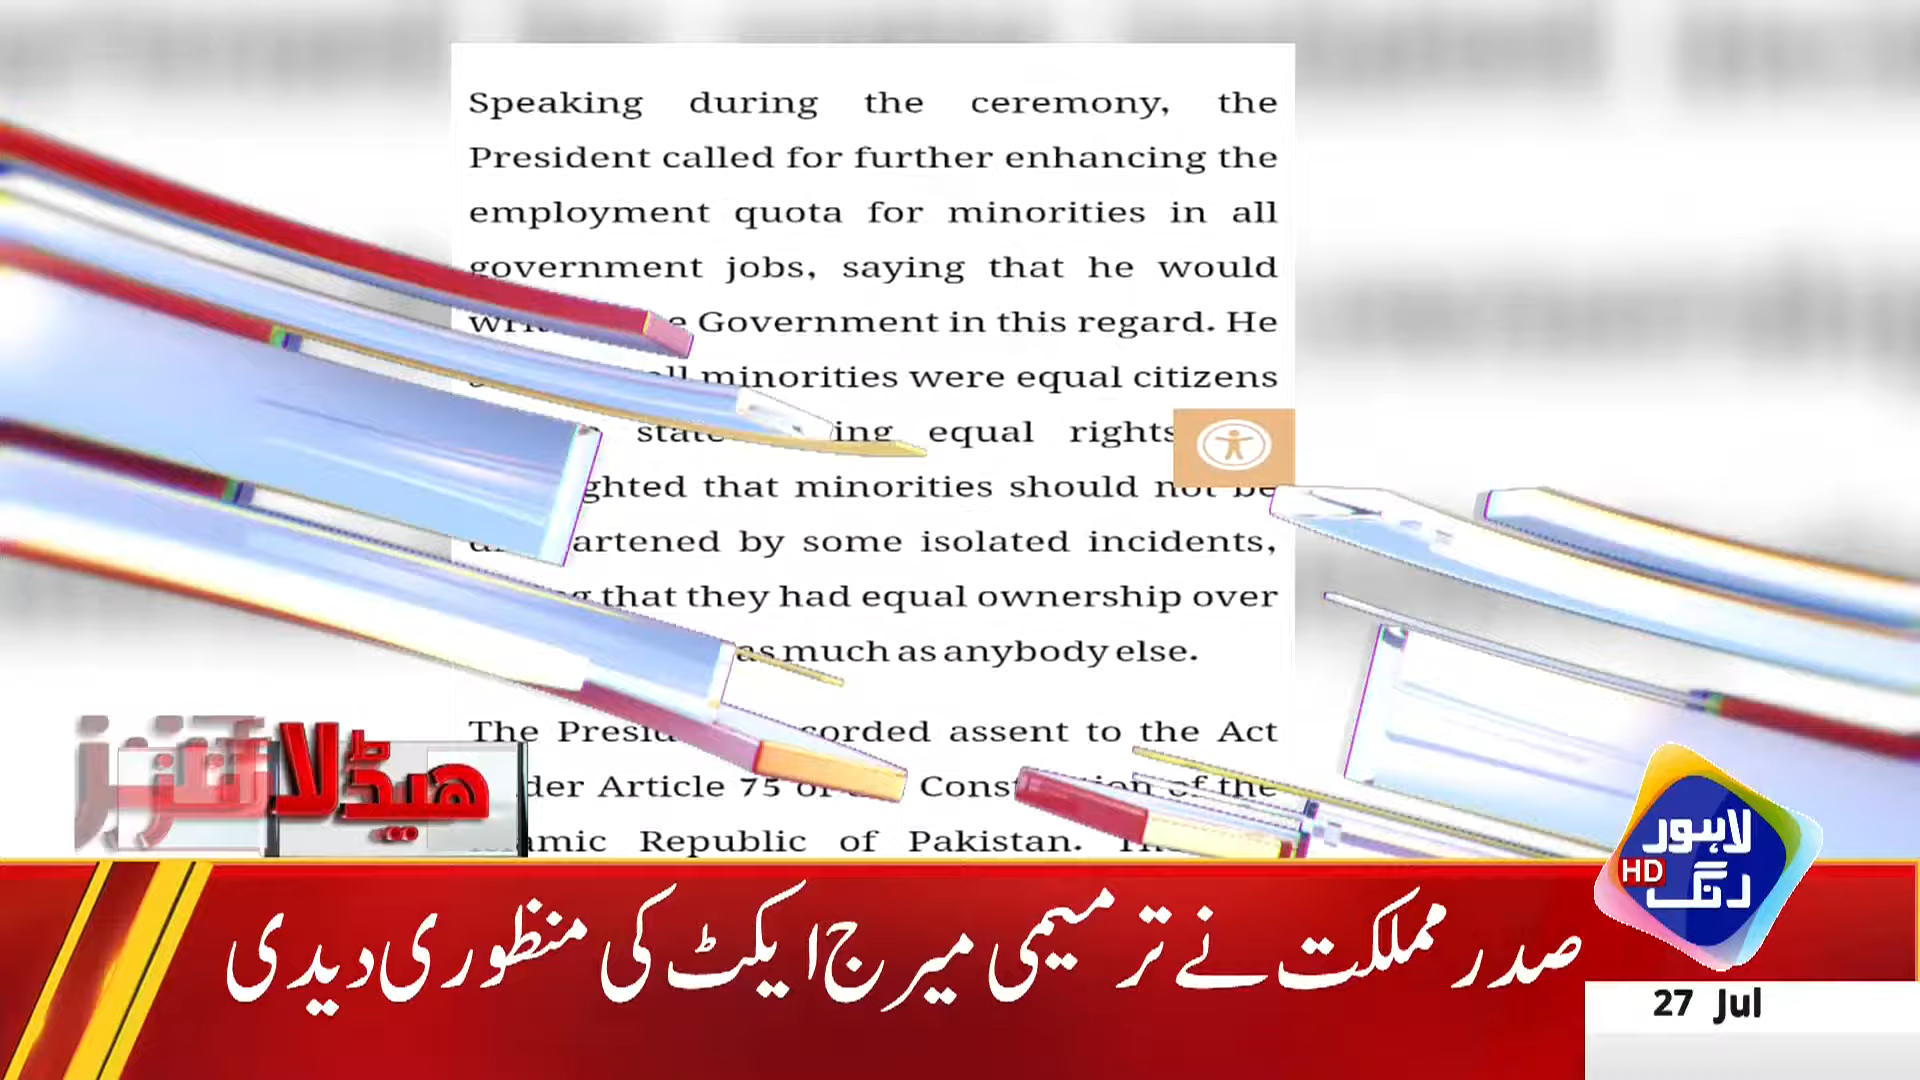 Speaking during the ceremony, the
President called for further enhancing the
employment quota for minorities in all
government jobs, saying that he would
Government in this regard. He
minorities were equal citizens
equal rights
that minorities should not be
by some isolated incidents,
that they had equal ownership over
as much as anybody else.
The assent to the Act
Article 75 the
Republic of Pakistan.
ہیڈلائنز
لاہور
رنگ
HD
صدر مملکت نے ترمیمی میرج ایکٹ کی منظوری دیدی
27 Jul